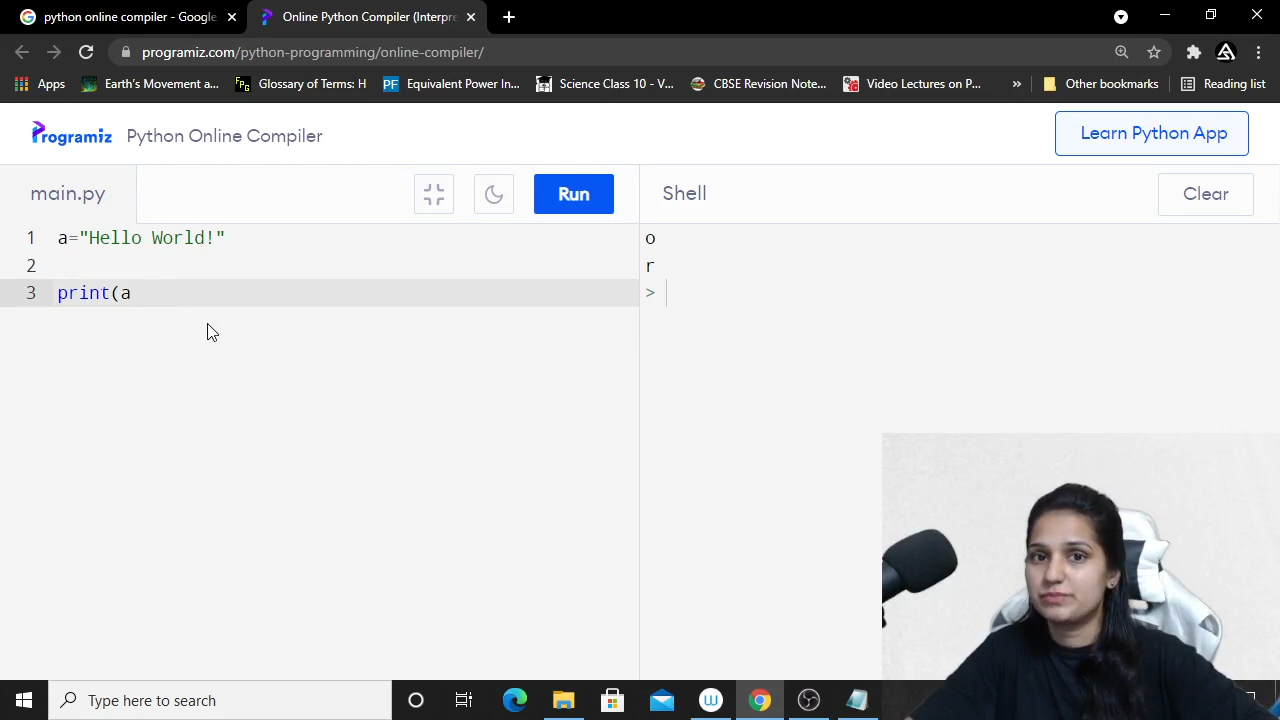 python online compiler - Google
Online Python Compiler (Interpre
programiz.com/python-programming/online-compiler/
Apps
Earth's Movement a...
FPg
Glossary of Terms: H
PF
Equivalent Power In...
Science Class 10 - V...
CBSE Revision Note...
Video Lectures on P...
»
Other bookmarks
Reading list
Programiz
Python Online Compiler
Learn Python App
main.py
Run
Shell
Clear
1 a="Hello World!"
2
3 print(a
o
r
>
Type here to search